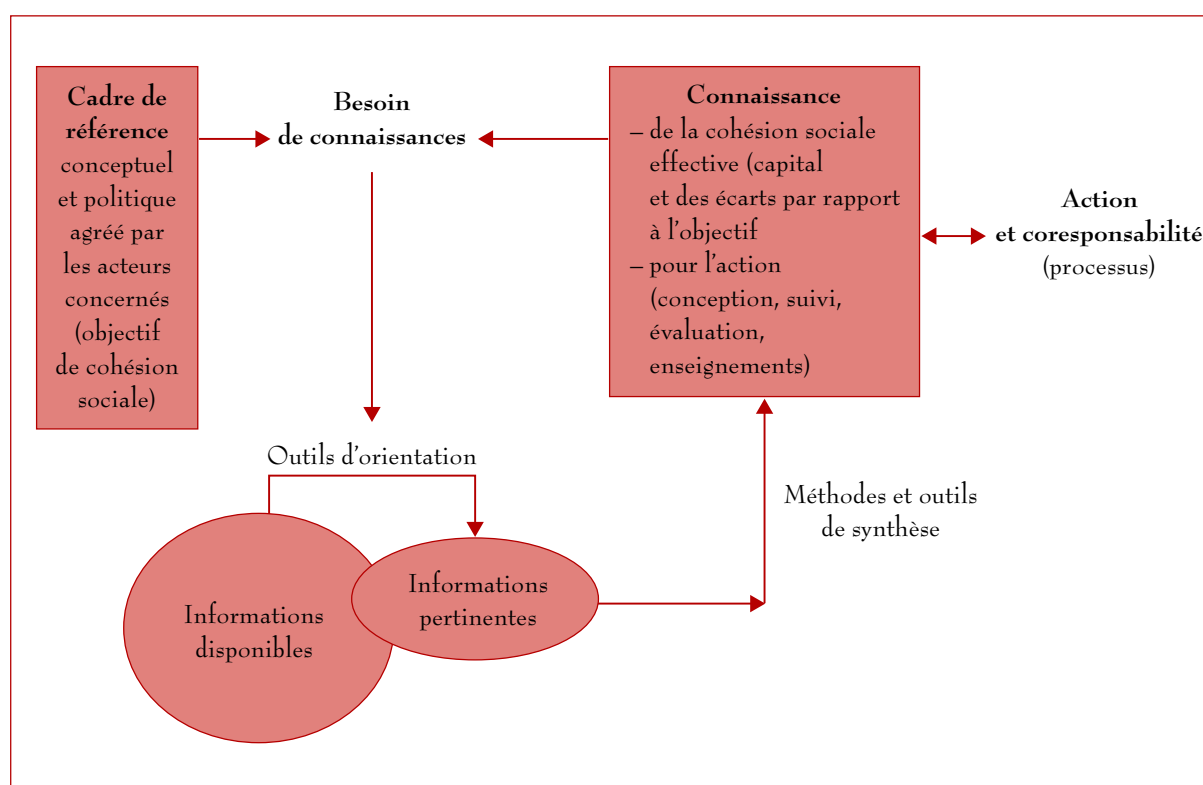 Cadre de
référence
conceptuel
et politique
agréé par
les acteurs
concernés
(objectif
de cohésion
sociale)
Besoin
de connaissances
Connaissance
– de la cohésion sociale
effective (capital
et des écarts par rapport
à l'objectif
– pour l'action
(conception, suivi,
évaluation,
enseignements)
Action
et coresponsabilité
(processus)
Outils d'orientation
Informations
disponibles
Informations
pertinentes
Méthodes et outils
de synthèse